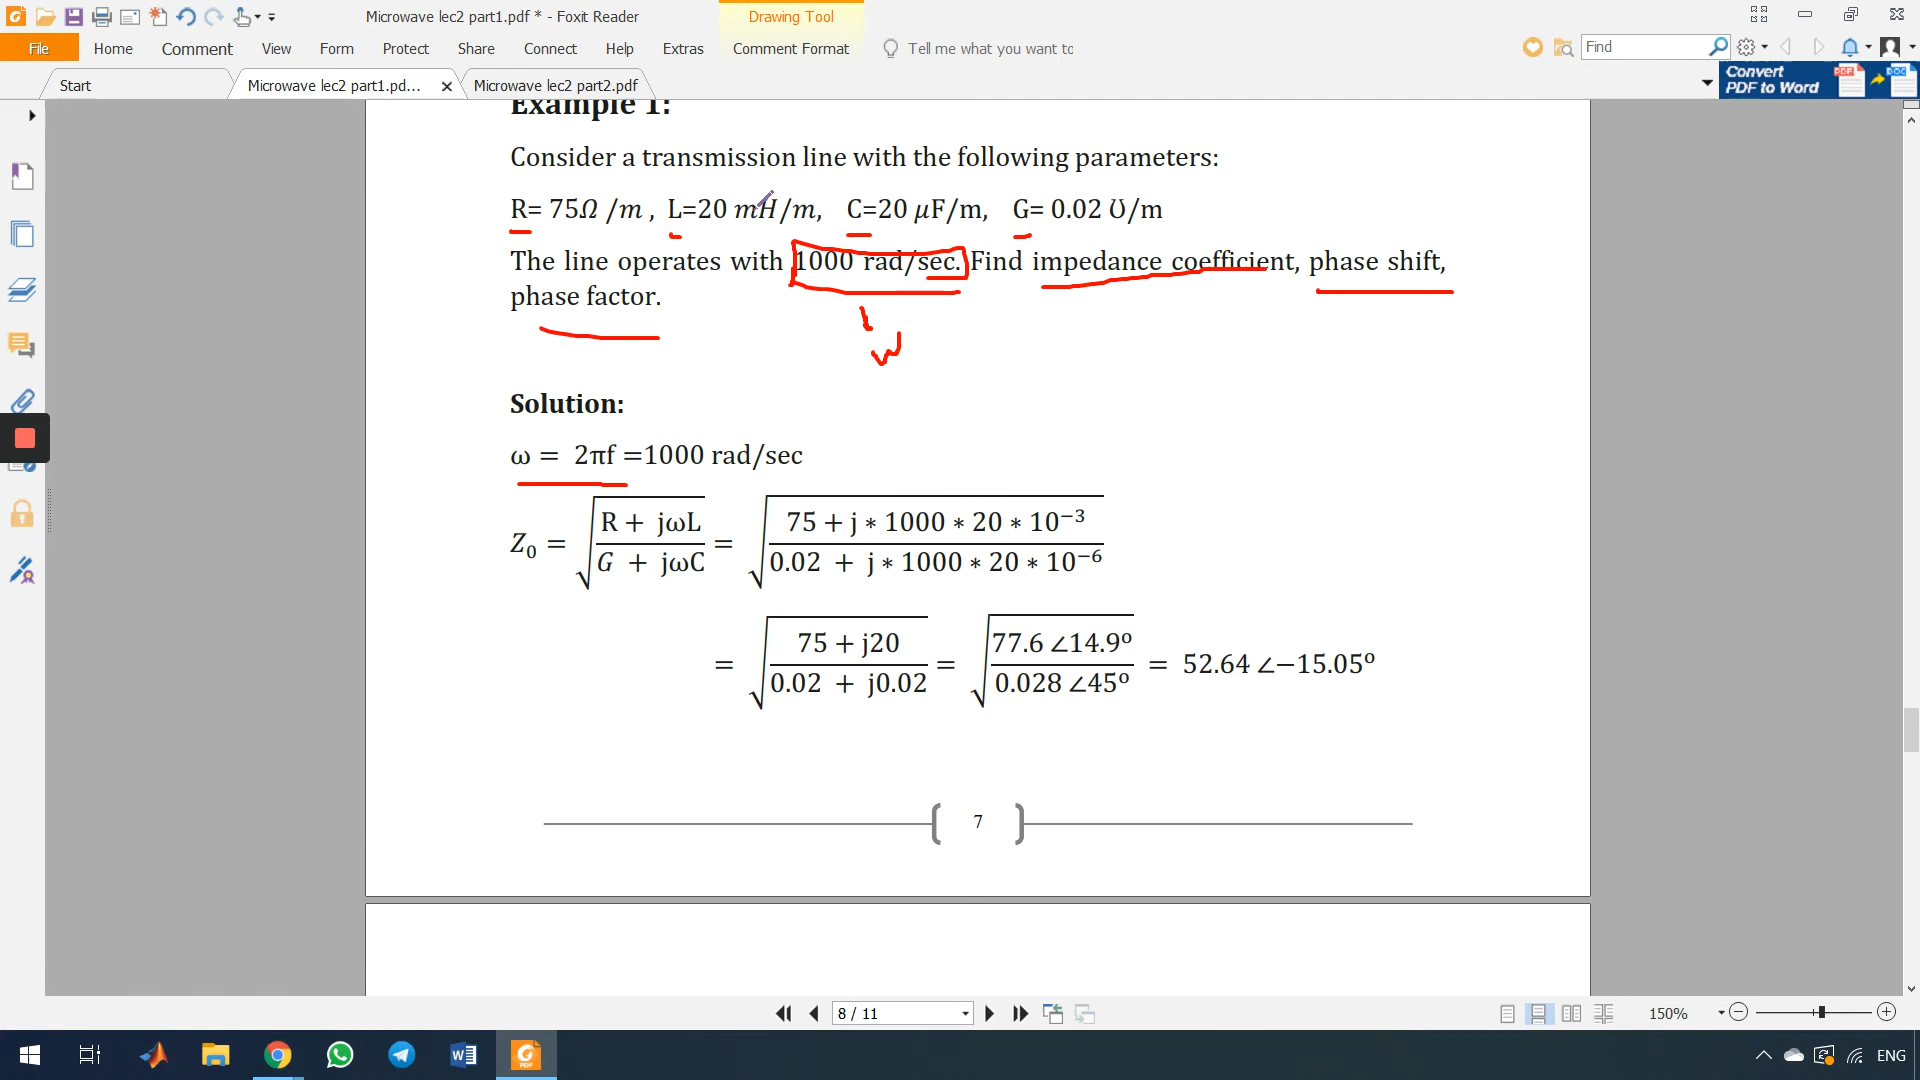 Microwave lec2 part1.pdf * - Foxit Reader
Drawing Tool
File
Home
Comment
View
Form
Protect
Share
Connect
Help
Extras
Comment Format
Tell me what you want to
Find
Start
Microwave lec2 part1.pd...
Microwave lec2 part2.pdf
Convert
PDF to Word
PDF
DOC
Example 1:
Consider a transmission line with the following parameters:
R= 75Ω /m , L=20 mH/m, C=20 μF/m, G= 0.02 ℧/m
The line operates with 1000 rad/sec. Find impedance coefficient, phase shift,
phase factor.
w
Solution:
ω = 2πf =1000 rad/sec
Z₀ = √((R + jωL)/(G + jωC)) = √((75 + j ∗ 1000 ∗ 20 ∗ 10⁻³)/(0.02 + j ∗ 1000 ∗ 20 ∗ 10⁻⁶))
= √((75 + j20)/(0.02 + j0.02)) = √((77.6 ∠14.9º)/(0.028 ∠45º)) = 52.64 ∠−15.05º
7
8 / 11
150%
ENG